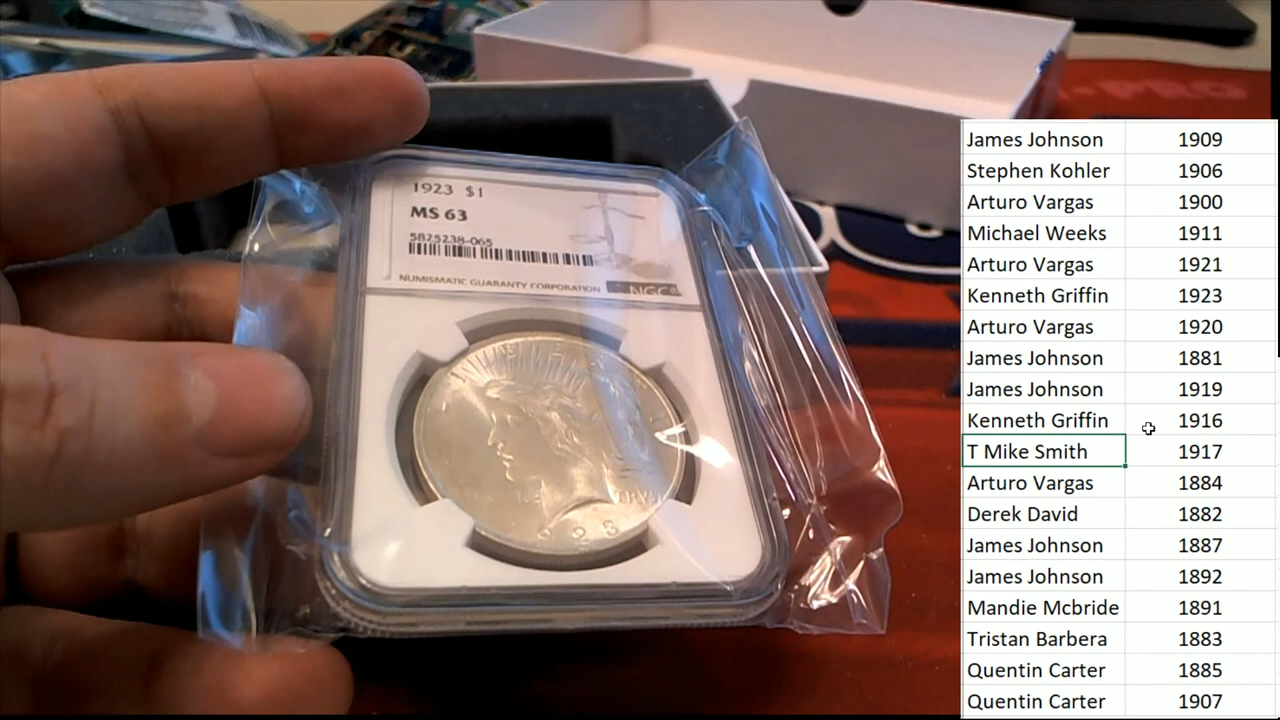 -PRO
1923 $1
MS 63
5825238-065
NUMISMATIC GUARANTY CORPORATION NGC
TRVST
1923
James Johnson 1909
Stephen Kohler 1906
Arturo Vargas 1900
Michael Weeks 1911
Arturo Vargas 1921
Kenneth Griffin 1923
Arturo Vargas 1920
James Johnson 1881
James Johnson 1919
Kenneth Griffin 1916
T Mike Smith 1917
Arturo Vargas 1884
Derek David 1882
James Johnson 1887
James Johnson 1892
Mandie Mcbride 1891
Tristan Barbera 1883
Quentin Carter 1885
Quentin Carter 1907